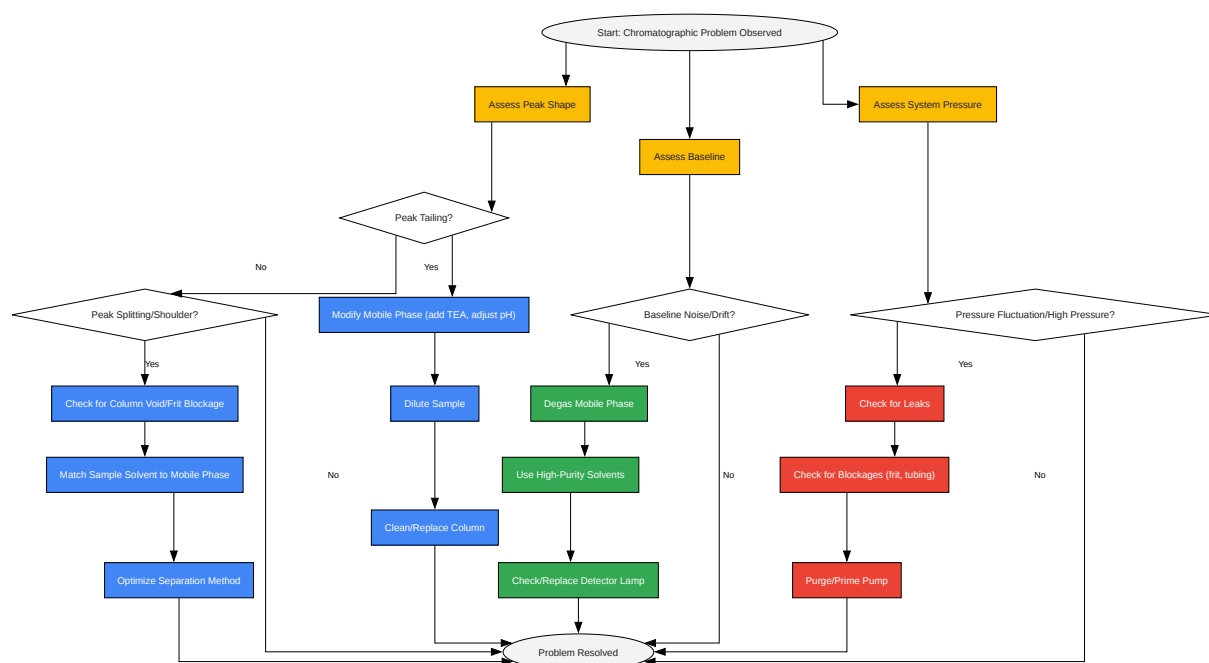 Start: Chromatographic Problem Observed
Assess Peak Shape
Assess System Pressure
Assess Baseline
Peak Tailing?
No
Yes
Peak Splitting/Shoulder?
Modify Mobile Phase (add TEA, adjust pH)
Baseline Noise/Drift?
Pressure Fluctuation/High Pressure?
Yes
Yes
Yes
Check for Column Void/Frit Blockage
Dilute Sample
Degas Mobile Phase
Check for Leaks
Match Sample Solvent to Mobile Phase
No
Use High-Purity Solvents
No
Check for Blockages (frit, tubing)
No
Clean/Replace Column
Optimize Separation Method
Check/Replace Detector Lamp
Purge/Prime Pump
Problem Resolved